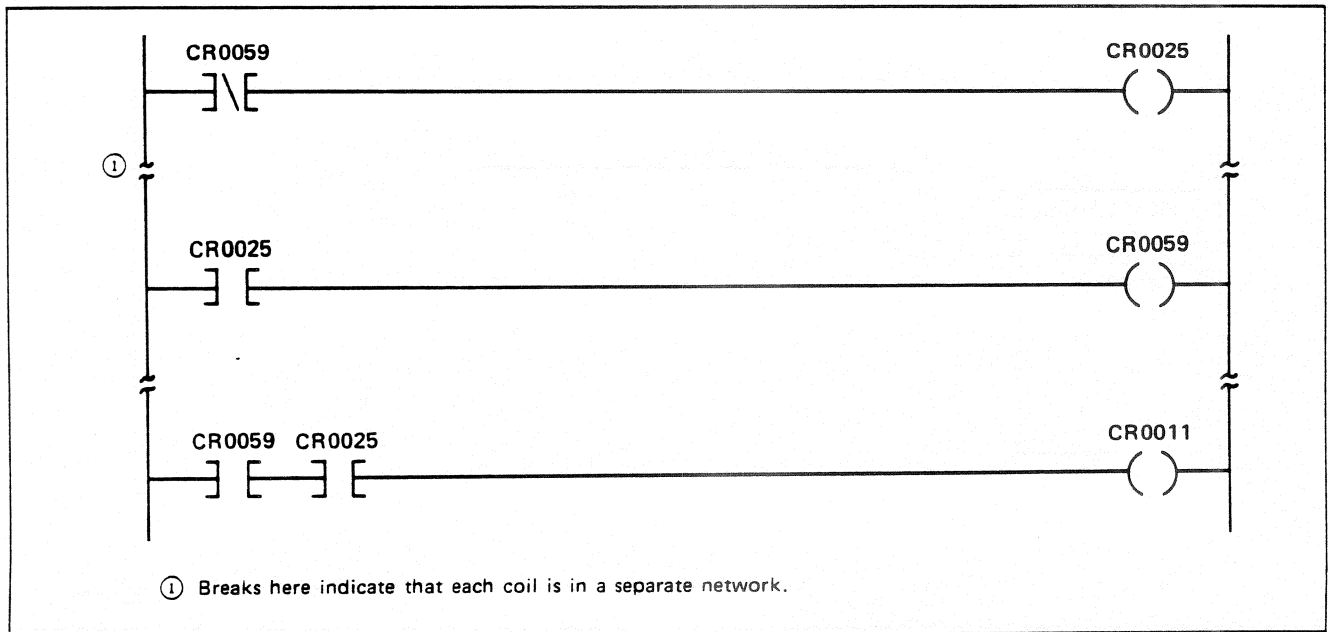 CR0059 CR0025
①
CR0025 CR0059
CR0059 CR0025 CR0011
① Breaks here indicate that each coil is in a separate network.